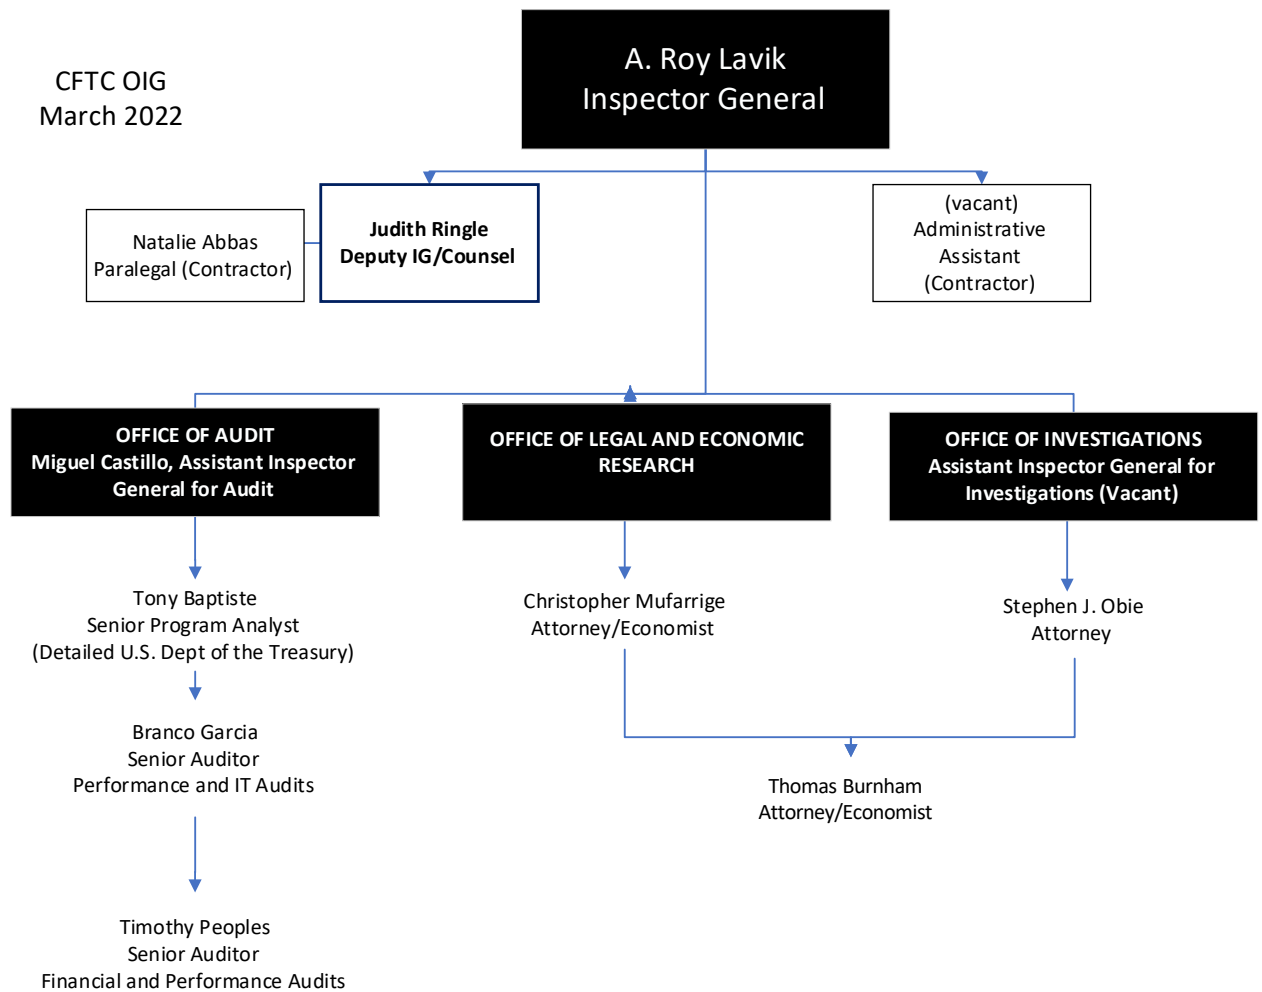 CFTC OIG
March 2022
A. Roy Lavik
Inspector General
Natalie Abbas
Paralegal (Contractor)
Judith Ringle
Deputy IG/Counsel
(vacant)
Administrative
Assistant
(Contractor)
OFFICE OF AUDIT
Miguel Castillo, Assistant Inspector
General for Audit
OFFICE OF LEGAL AND ECONOMIC
RESEARCH
OFFICE OF INVESTIGATIONS
Assistant Inspector General for
Investigations (Vacant)
Tony Baptiste
Senior Program Analyst
(Detailed U.S. Dept of the Treasury)
Branco Garcia
Senior Auditor
Performance and IT Audits
Timothy Peoples
Senior Auditor
Financial and Performance Audits
Christopher Mufarrige
Attorney/Economist
Stephen J. Obie
Attorney
Thomas Burnham
Attorney/Economist